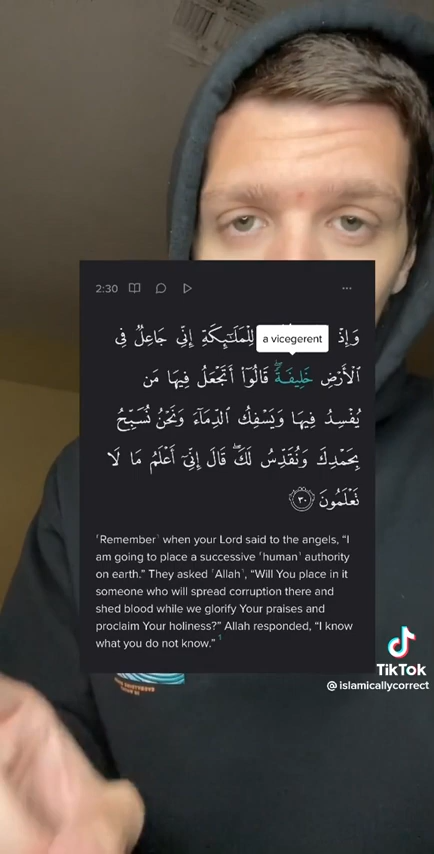 2:30
a vicegerent
وَإِذْ لِلْمَلَـٰٓئِكَةِ إِنِّى جَاعِلٌ فِى
ٱلْأَرْضِ خَلِيفَةً ۖ قَالُوٓا۟ أَتَجْعَلُ فِيهَا مَن
يُفْسِدُ فِيهَا وَيَسْفِكُ ٱلدِّمَآءَ وَنَحْنُ نُسَبِّحُ
بِحَمْدِكَ وَنُقَدِّسُ لَكَ ۖ قَالَ إِنِّىٓ أَعْلَمُ مَا لَا
تَعْلَمُونَ ٣٠
˹Remember˺ when your Lord said to the angels, “I
am going to place a successive ˹human˺ authority
on earth.” They asked ˹Allah˺, “Will You place in it
someone who will spread corruption there and
shed blood while we glorify Your praises and
proclaim Your holiness?” Allah responded, “I know
what you do not know.” 1
TikTok
@islamicallycorrect